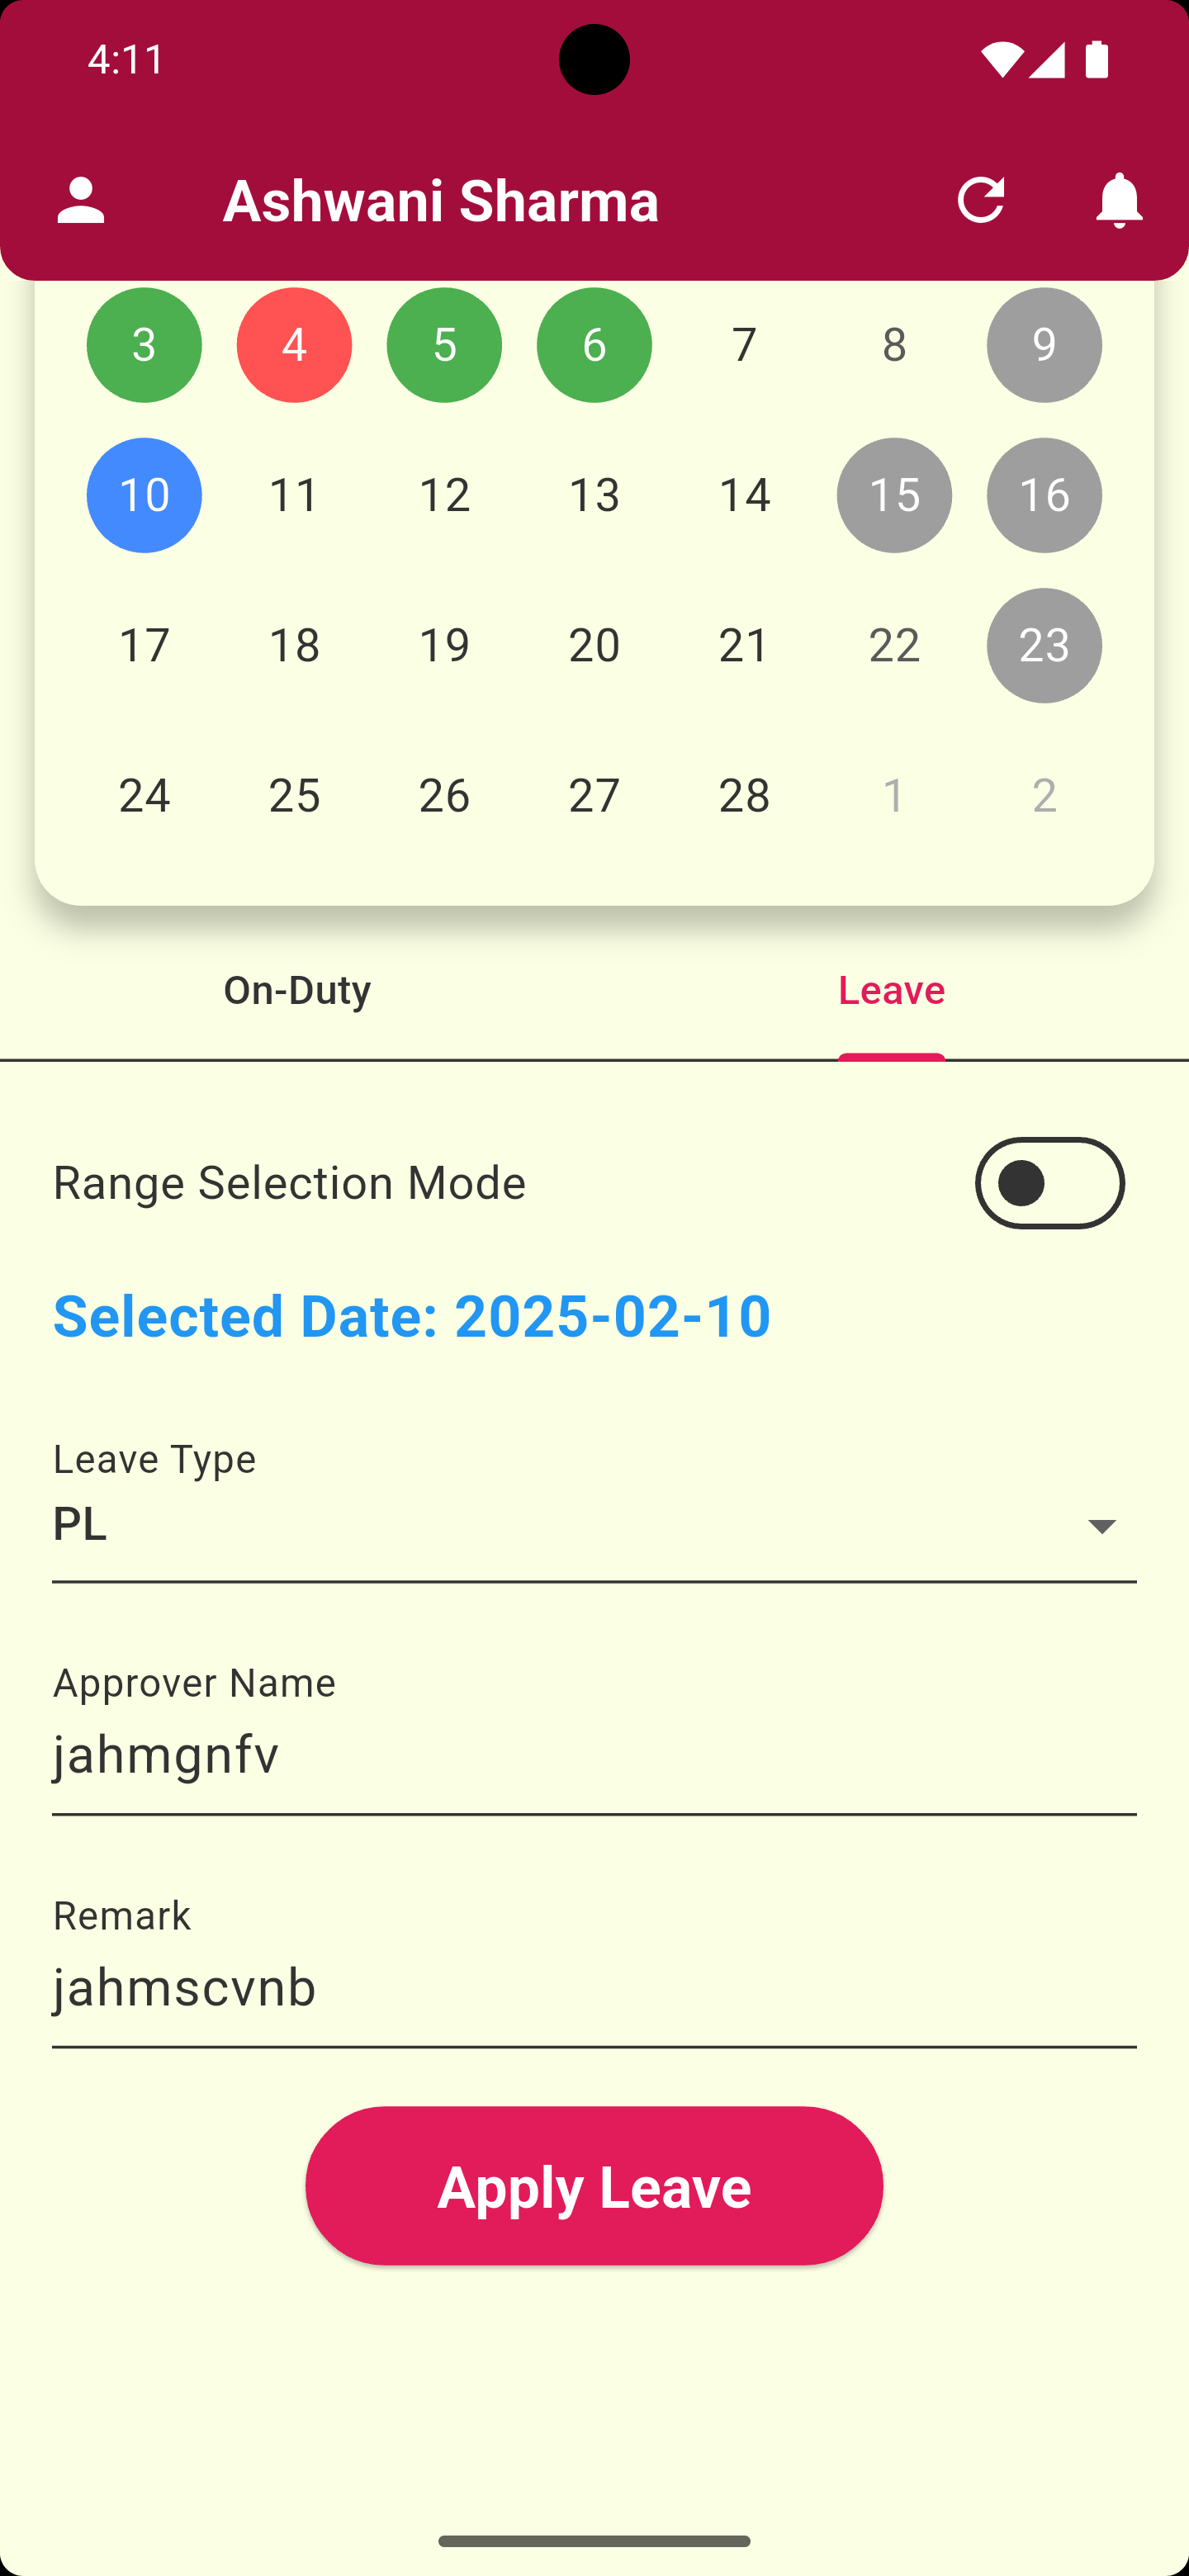 4:11
Ashwani Sharma
3 4 5 6 7 8 9
10 11 12 13 14 15 16
17 18 19 20 21 22 23
24 25 26 27 28 1 2
On-Duty Leave
Range Selection Mode
Selected Date: 2025-02-10
Leave Type
PL
Approver Name
jahmgnfv
Remark
jahmscvnb
Apply Leave